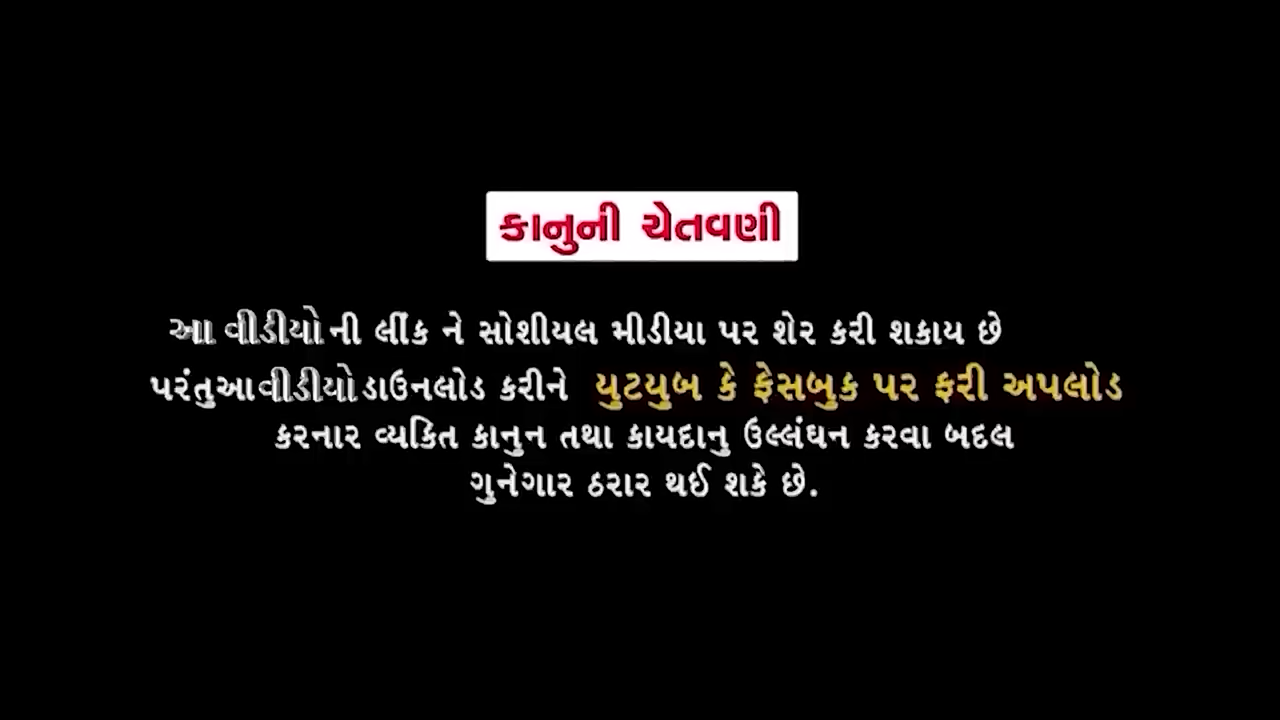 કાનુની ચેતવણી
આ વીડીયો ની લીંક ને સોશીયલ મીડીયા પર શેર કરી શકાય છે
પરંતુઆવીડીયો ડાઉનલોડ કરીને યુટયુબ કે ફેસબુક પર ફરી અપલોડ
કરનાર વ્યકિત કાનુન તથા કાયદાનુ ઉલ્લંઘન કરવા બદલ
ગુનેગાર ઠરાર થઈ શકે છે.